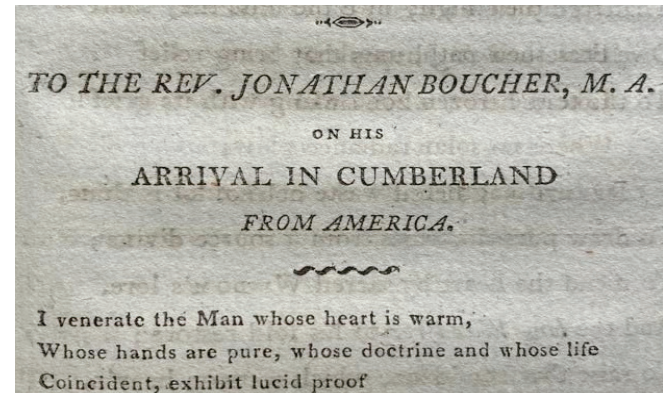 TO THE REV. JONATHAN BOUCHER, M. A.
ON HIS
ARRIVAL IN CUMBERLAND
FROM AMERICA.
I venerate the Man whose heart is warm,
Whose hands are pure, whose doctrine and whose life
Coincident, exhibit lucid proof